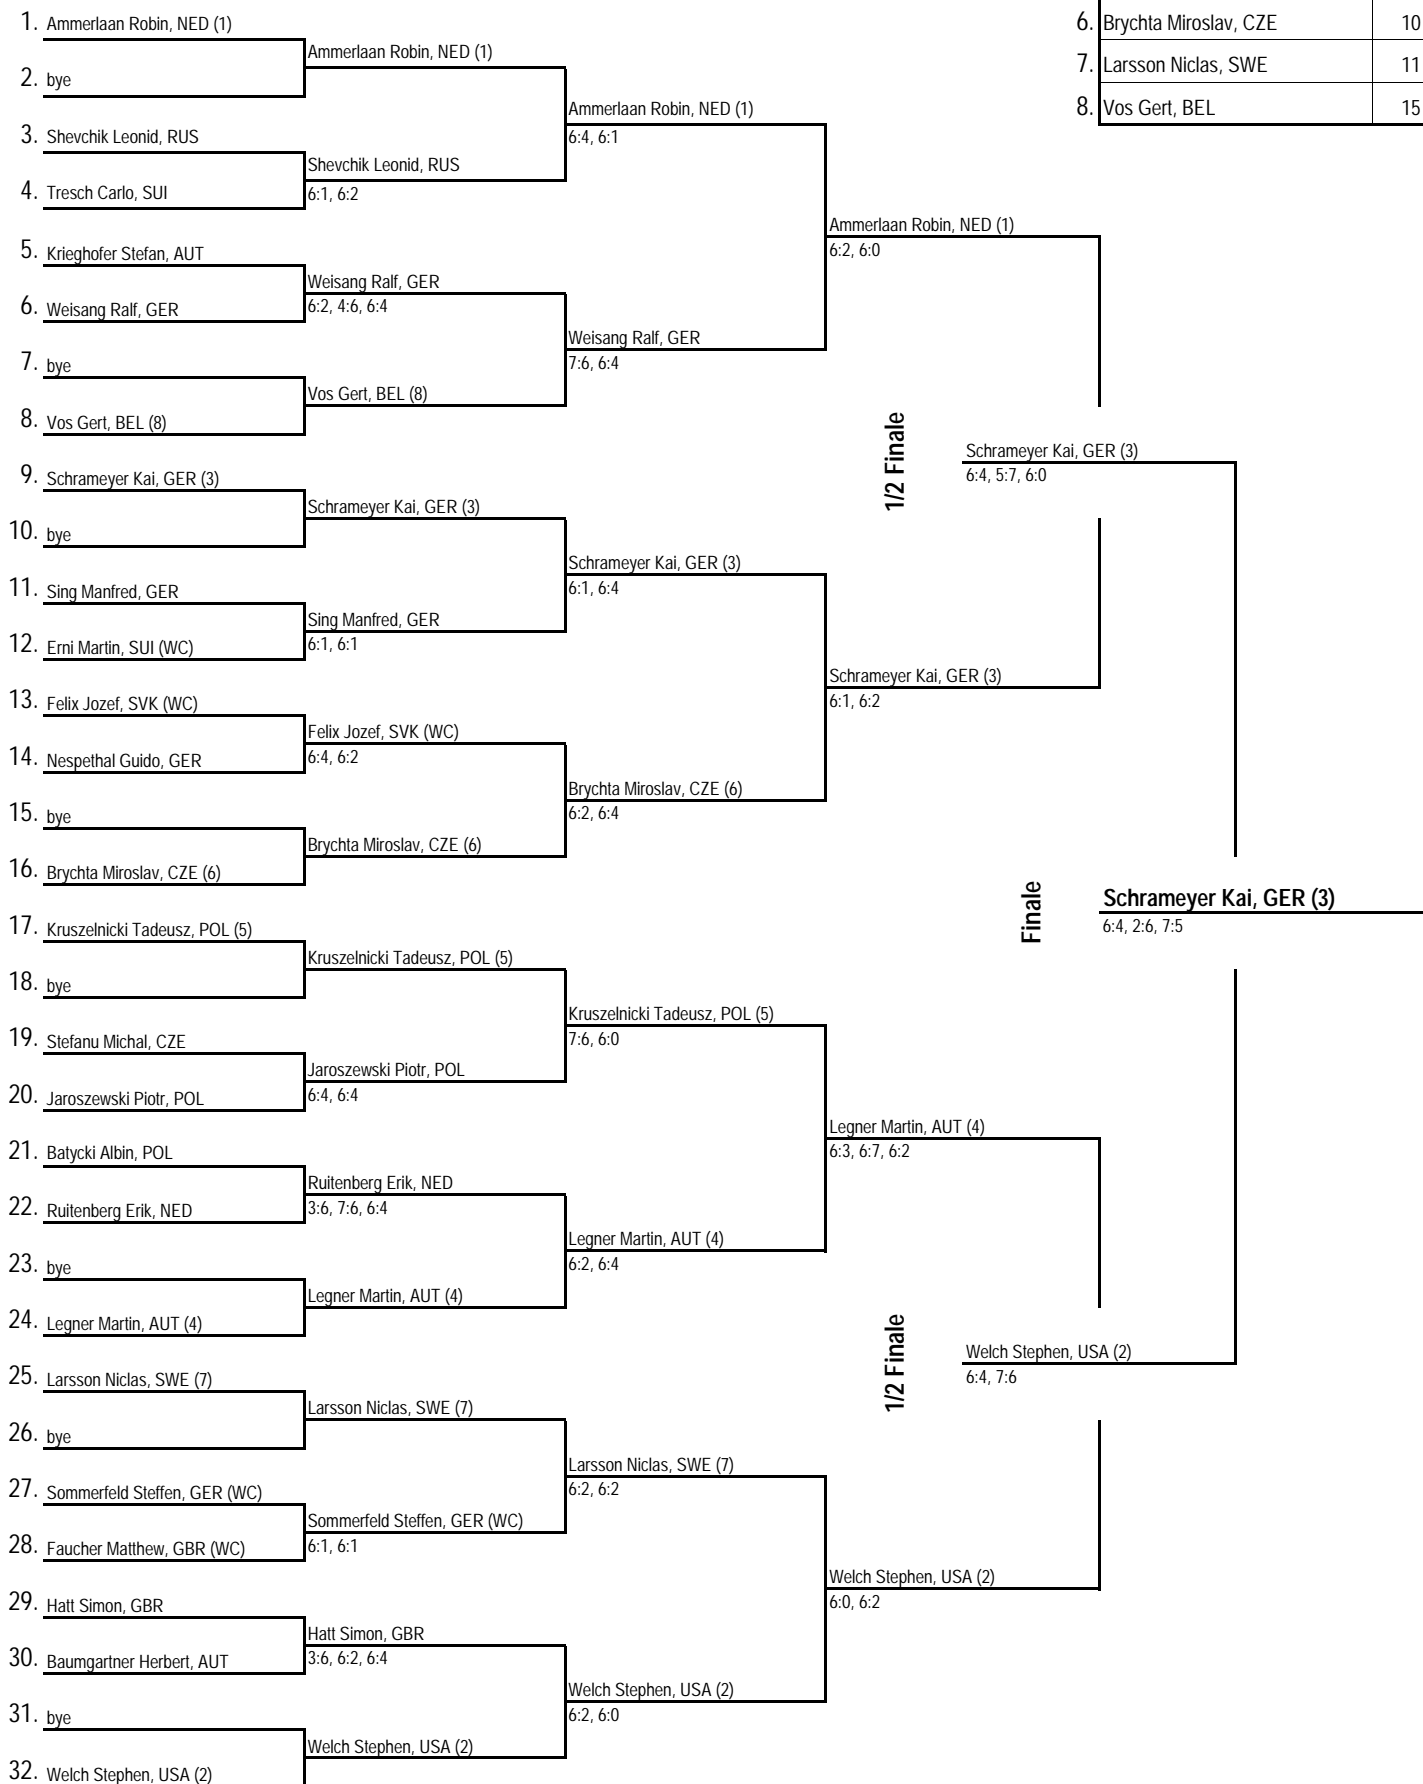 1. Ammerlaan Robin, NED (1)
2. bye
3. Shevchik Leonid, RUS
4. Tresch Carlo, SUI
5. Krieghofer Stefan, AUT
6. Weisang Ralf, GER
7. bye
8. Vos Gert, BEL (8)
9. Schrameyer Kai, GER (3)
10. bye
11. Sing Manfred, GER
12. Erni Martin, SUI (WC)
13. Felix Jozef, SVK (WC)
14. Nespethal Guido, GER
15. bye
16. Brychta Miroslav, CZE (6)
17. Kruszelnicki Tadeusz, POL (5)
18. bye
19. Stefanu Michal, CZE
20. Jaroszewski Piotr, POL
21. Batycki Albin, POL
22. Ruitenberg Erik, NED
23. bye
24. Legner Martin, AUT (4)
25. Larsson Niclas, SWE (7)
26. bye
27. Sommerfeld Steffen, GER (WC)
28. Faucher Matthew, GBR (WC)
29. Hatt Simon, GBR
30. Baumgartner Herbert, AUT
31. bye
32. Welch Stephen, USA (2)
Ammerlaan Robin, NED (1)
Shevchik Leonid, RUS
6:1, 6:2
Weisang Ralf, GER
6:2, 4:6, 6:4
Vos Gert, BEL (8)
Schrameyer Kai, GER (3)
Sing Manfred, GER
6:1, 6:1
Felix Jozef, SVK (WC)
6:4, 6:2
Brychta Miroslav, CZE (6)
Kruszelnicki Tadeusz, POL (5)
Jaroszewski Piotr, POL
6:4, 6:4
Ruitenberg Erik, NED
3:6, 7:6, 6:4
Legner Martin, AUT (4)
Larsson Niclas, SWE (7)
Sommerfeld Steffen, GER (WC)
6:1, 6:1
Hatt Simon, GBR
3:6, 6:2, 6:4
Welch Stephen, USA (2)
Ammerlaan Robin, NED (1)
6:4, 6:1
Weisang Ralf, GER
7:6, 6:4
Schrameyer Kai, GER (3)
6:1, 6:4
Brychta Miroslav, CZE (6)
6:2, 6:4
Kruszelnicki Tadeusz, POL (5)
7:6, 6:0
Legner Martin, AUT (4)
6:2, 6:4
Larsson Niclas, SWE (7)
6:2, 6:2
Welch Stephen, USA (2)
6:2, 6:0
Ammerlaan Robin, NED (1)
6:2, 6:0
Schrameyer Kai, GER (3)
6:1, 6:2
Legner Martin, AUT (4)
6:3, 6:7, 6:2
Welch Stephen, USA (2)
6:0, 6:2
1/2 Finale
Schrameyer Kai, GER (3)
6:4, 5:7, 6:0
1/2 Finale
Welch Stephen, USA (2)
6:4, 7:6
Finale
Schrameyer Kai, GER (3)
6:4, 2:6, 7:5
6. Brychta Miroslav, CZE 10
7. Larsson Niclas, SWE 11
8. Vos Gert, BEL 15